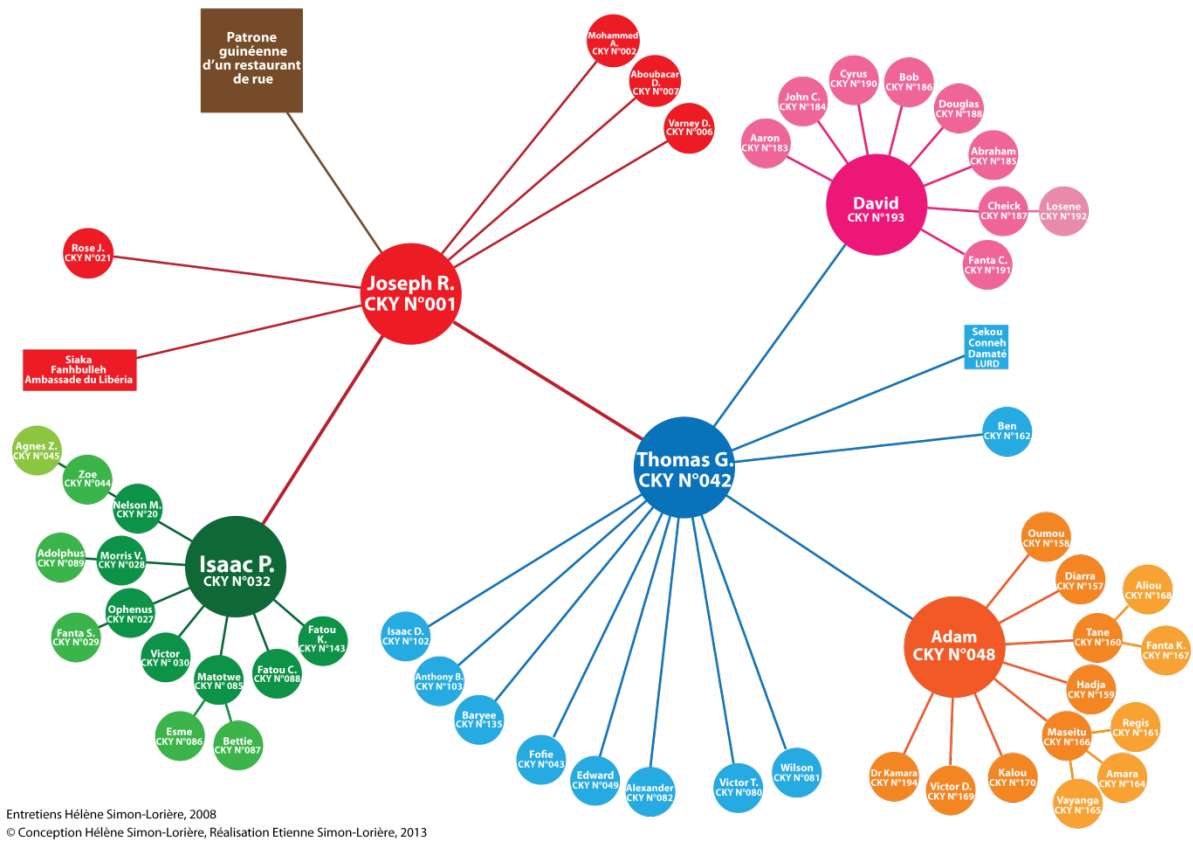 Patrone
guinéenne
d'un restaurant
de rue
Mohammed
A.
CKY N°002
Aboubacar
D.
CKY N°007
Varney D.
CKY N°006
Rose J.
CKY N°021
Joseph R.
CKY N°001
Siaka
Fanhbulleh
Ambassade du Libéria
Cyrus
CKY N°190
Bob
CKY N°186
John C.
CKY N°184
Douglas
CKY N°188
Aaron
CKY N°183
Abraham
CKY N°185
David
CKY N°193
Cheick
CKY N°187
Losene
CKY N°192
Fanta C.
CKY N°191
Sekou
Conneh
Damaté
LURD
Ben
CKY N°162
Thomas G.
CKY N°042
Agnes Z.
CKY N°045
Zoe
CKY N°044
Nelson M.
CKY N°20
Adolphus
CKY N°089
Morris V.
CKY N°028
Isaac P.
CKY N°032
Ophenus
CKY N°027
Fanta S.
CKY N°029
Victor
CKY N° 030
Matotwe
CKY N° 085
Fatou C.
CKY N°088
Fatou
K.
CKY N°143
Esme
CKY N°086
Bettie
CKY N°087
Isaac D.
CKY N°102
Anthony B.
CKY N°103
Baryee
CKY N°135
Fofie
CKY N°043
Edward
CKY N°049
Alexander
CKY N°082
Victor T.
CKY N°080
Wilson
CKY N°081
Oumou
CKY N°158
Diarra
CKY N°157
Aliou
CKY N°168
Tane
CKY N°160
Fanta K.
CKY N°167
Adam
CKY N°048
Hadja
CKY N°159
Maseitu
CKY N°166
Regis
CKY N°161
Amara
CKY N°164
Vayanga
CKY N°165
Kalou
CKY N°170
Victor D.
CKY N°169
Dr Kamara
CKY N°194
Entretiens Hélène Simon-Lorière, 2008
© Conception Hélène Simon-Lorière, Réalisation Etienne Simon-Lorière, 2013